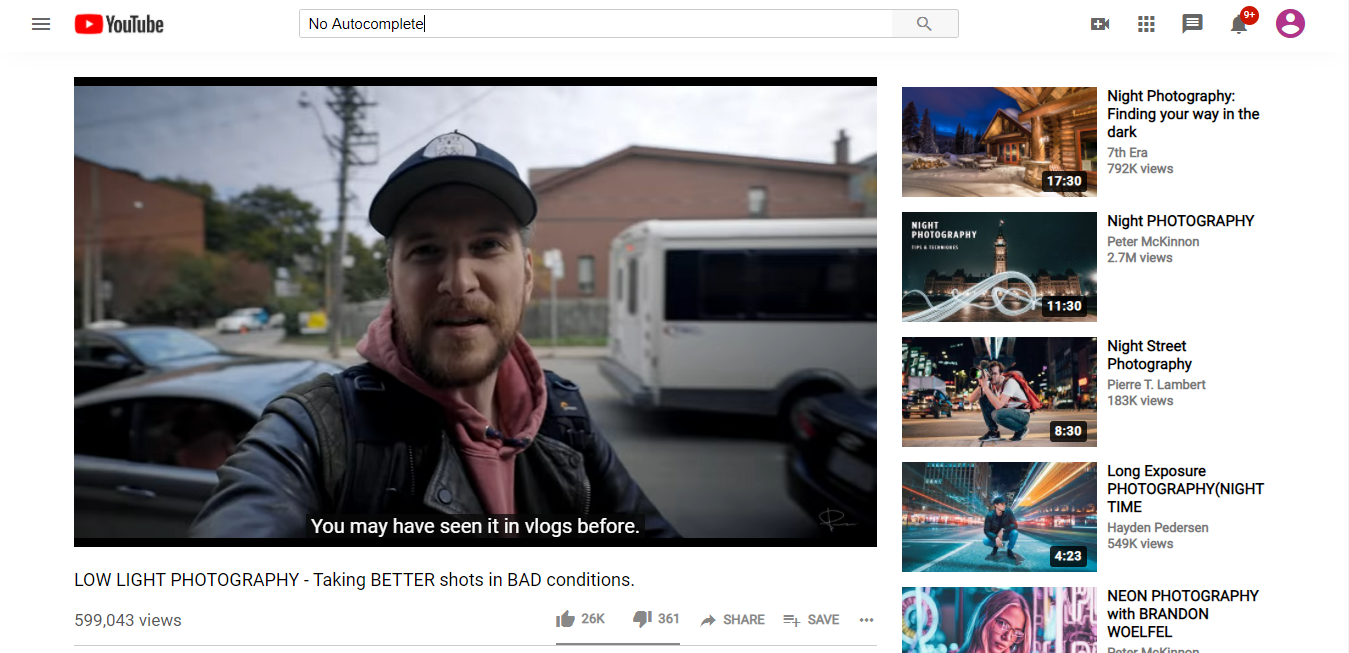 YouTube
No Autocomplete
9+
You may have seen it in vlogs before.
LOW LIGHT PHOTOGRAPHY - Taking BETTER shots in BAD conditions.
599,043 views
26K
361
SHARE
SAVE
17:30
Night Photography:
Finding your way in the
dark
7th Era
792K views
NIGHT
PHOTOGRAPHY
TIPS & TECHNIQUES
11:30
Night PHOTOGRAPHY
Peter McKinnon
2.7M views
8:30
Night Street
Photography
Pierre T. Lambert
183K views
4:23
Long Exposure
PHOTOGRAPHY(NIGHT
TIME
Hayden Pedersen
549K views
NEON PHOTOGRAPHY
with BRANDON
WOELFEL
Peter McKinnon